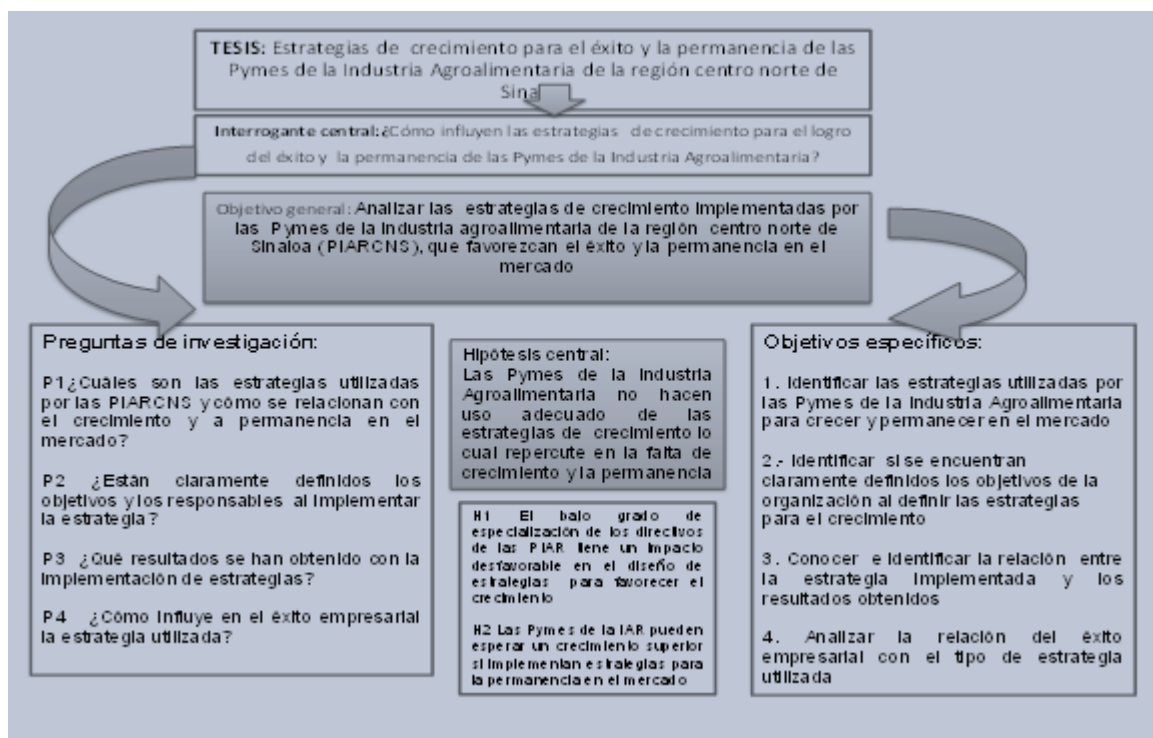 TESIS: Estrategias de crecimiento para el éxito y la permanencia de las
Pymes de la Industria Agroalimentaria de la región centro norte de
Sina
Interrogante central:¿Cómo influyen las estrategias de crecimiento para el logro
del éxito y la permanencia de las Pymes de la Industria Agroalimentaria?
Objetivo general: Analizar las estrategias de crecimiento implementadas por
las Pymes de la industria agroalimentaria de la región centro norte de
Sinaloa (PIARCNS), que favorezcan el éxito y la permanencia en el
mercado
Preguntas de investigación:
P1¿Cuáles son las estrategias utilizadas
por las PIARCNS y cómo se relacionan con
el crecimiento y a permanencia en el
mercado?
P2 ¿Están claramente definidos los
objetivos y los responsables al implementar
la estrategia?
P3 ¿Qué resultados se han obtenido con la
implementación de estrategias?
P4 ¿Cómo influye en el éxito empresarial
la estrategia utilizada?
Hipótesis central:
Las Pymes de la Industria
Agroalimentaria no hacen
uso adecuado de las
estrategias de crecimiento lo
cual repercute en la falta de
crecimiento y la permanencia
H1 El bajo grado de
especialización de los directivos
de las PIAR tiene un impacto
desfavorable en el diseño de
estrategias para favorecer el
crecimiento
H2 Las Pymes de la IAR pueden
esperar un crecimiento superior
si implementan estrategias para
la permanencia en el mercado
Objetivos específicos:
1. Identificar las estrategias utilizadas por
las Pymes de la Industria Agroalimentaria
para crecer y permanecer en el mercado
2.- Identificar si se encuentran
claramente definidos los objetivos de la
organización al definir las estrategias
para el crecimiento
3. Conocer e identificar la relación entre
la estrategia implementada y los
resultados obtenidos
4. Analizar la relación del éxito
empresarial con el tipo de estrategia
utilizada